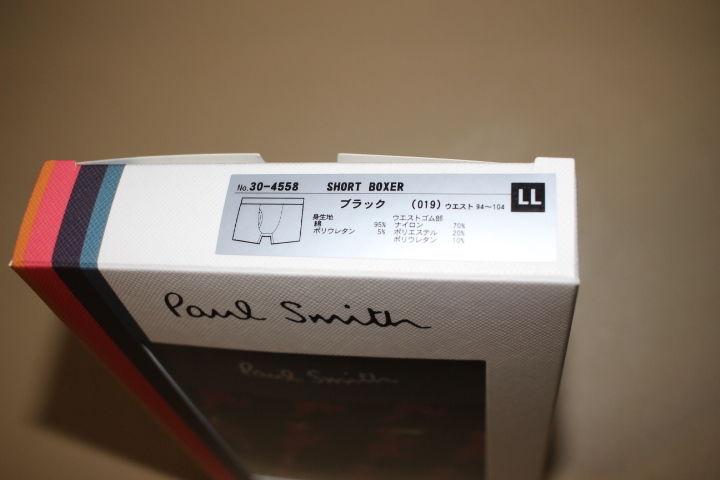 No.30-4558 SHORT BOXER
ブラック (019) ウエスト 94〜104 LL
身生地 ウエストゴム部
綿 95% ナイロン 70%
ポリウレタン 5% ポリエステル 20%
ポリウレタン 10%
Paul Smith
Paul Smith